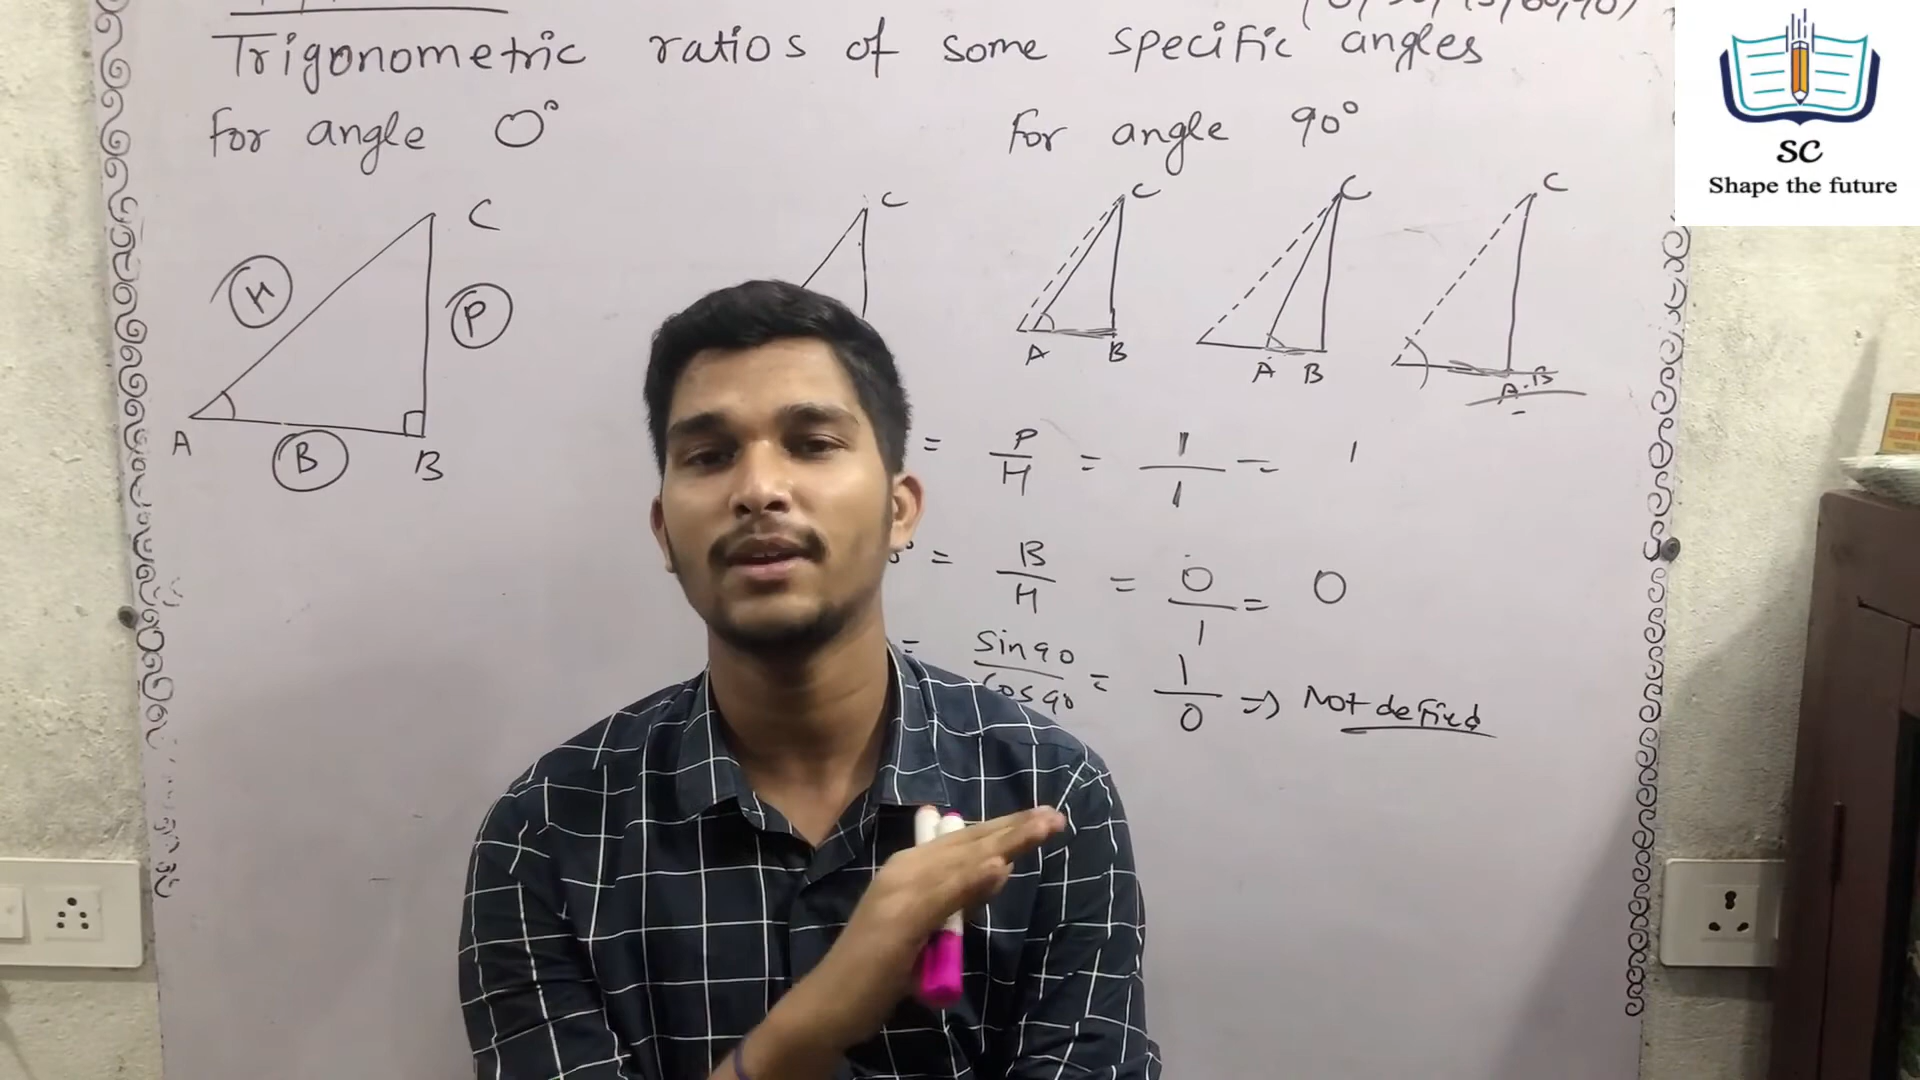 Trigonometric ratios of some specific angles
SC
Shape the future
For angle 0°
For angle 90°
C
H
P
A
B
B
C
C
A
B
C
A B
C
A.B
= P/H = 1/1 = 1
= B/H = 0/1 = 0
= Sin90/Cos90 = 1/0 => Not defined